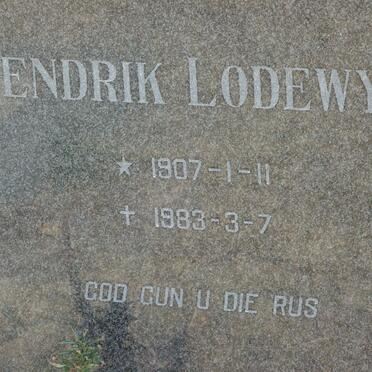 ENDRIK LODEWY
* 1907-1-11
† 1983-3-7
GOD GUN U DIE RUS